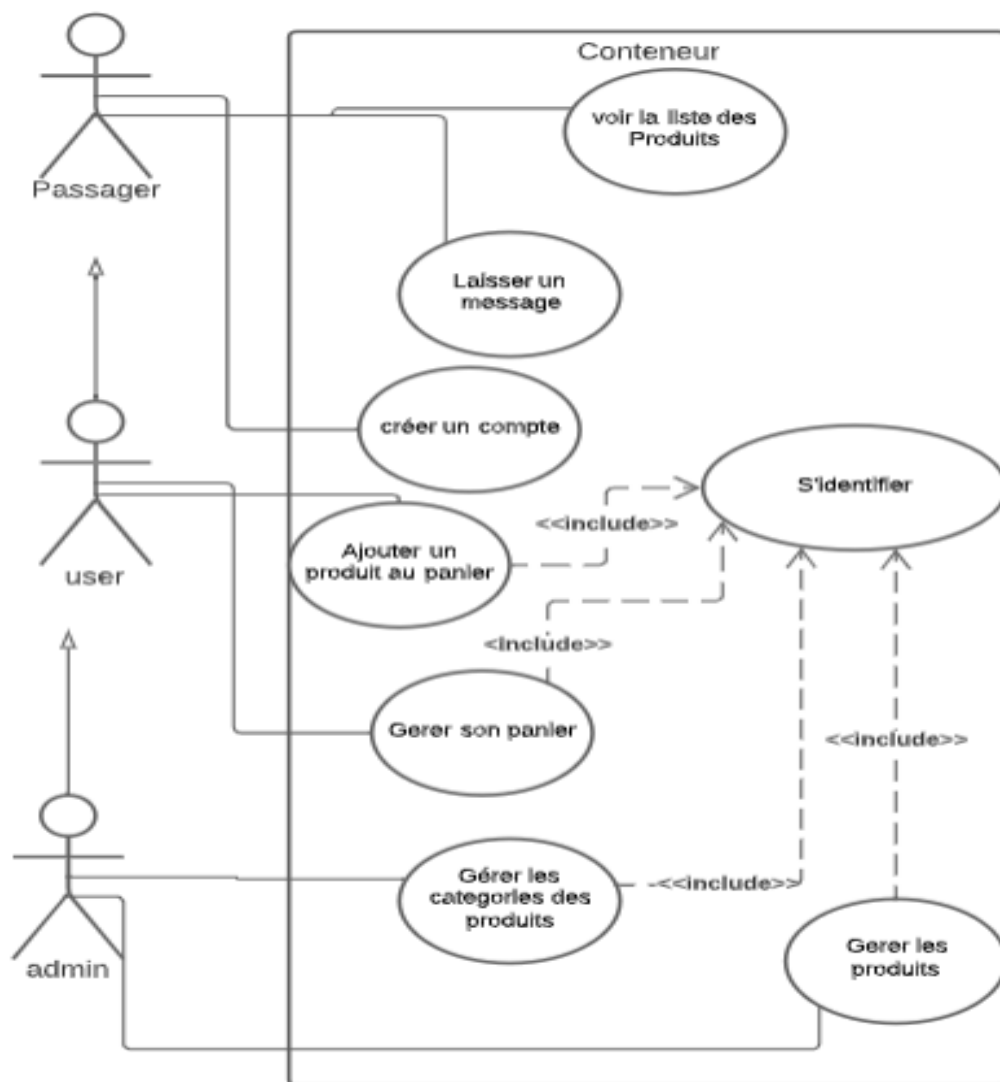 Conteneur
voir la liste des
Produits
Passager
Laisser un
message
créer un compte
S'identifier
<<include>>
Ajouter un
produit au panier
user
<Include>>
Gerer son panier
<<include>>
Gérer les
categories des
produits
<<include>>
Gerer les
produits
admin